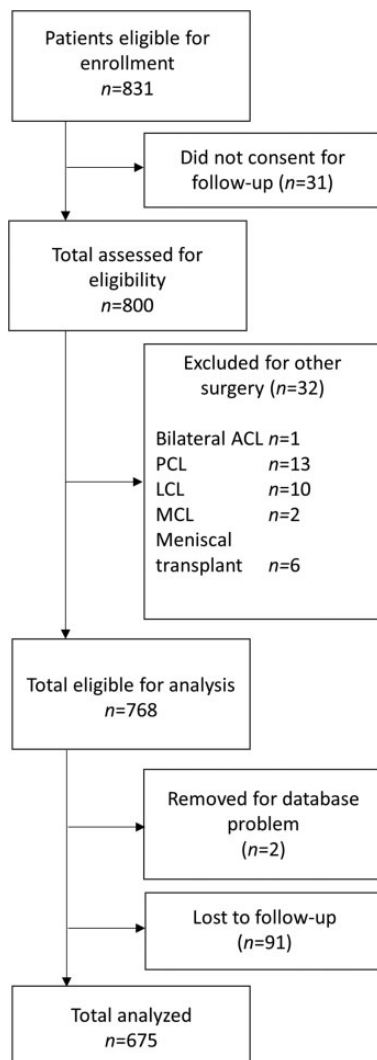 Patients eligible for
enrollment
n=831
Did not consent for
follow-up (n=31)
Total assessed for
eligibility
n=800
Excluded for other
surgery (n=32)
Bilateral ACL n=1
PCL n=13
LCL n=10
MCL n=2
Meniscal
transplant n=6
Total eligible for analysis
n=768
Removed for database
problem
(n=2)
Lost to follow-up
(n=91)
Total analyzed
n=675